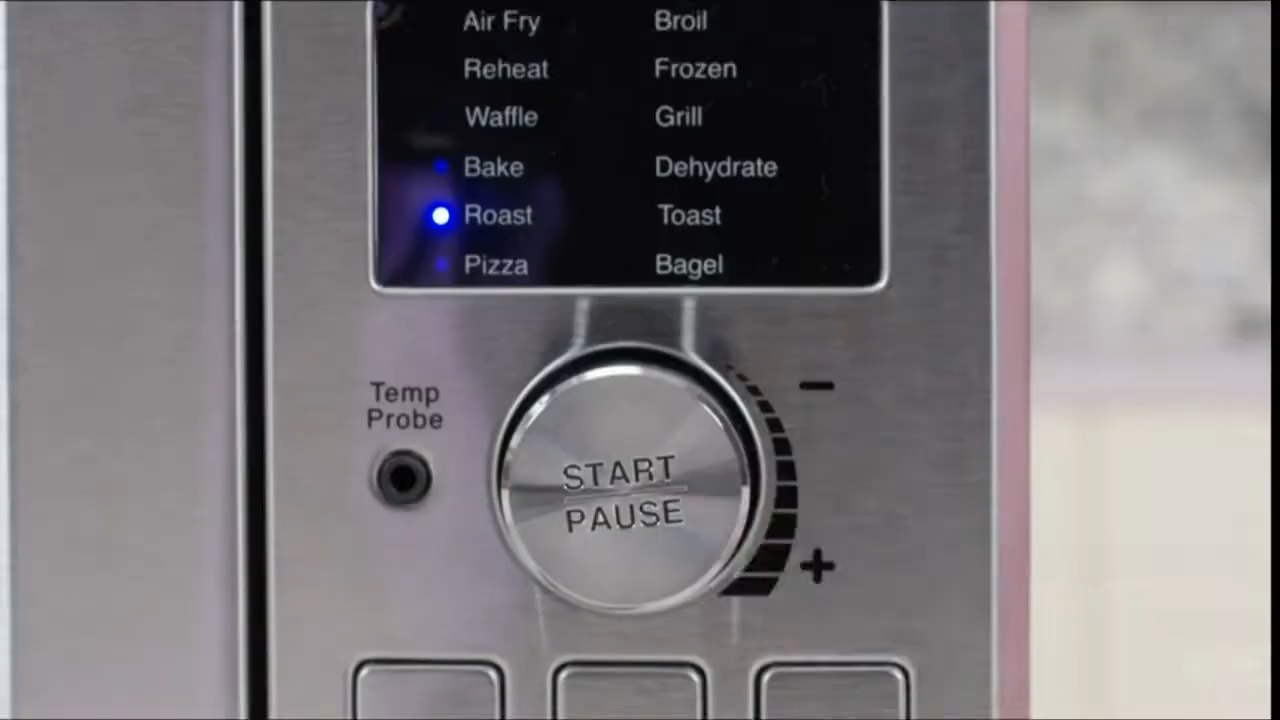 Air Fry
Broil
Reheat
Frozen
Waffle
Grill
Bake
Dehydrate
Roast
Toast
Pizza
Bagel
Temp
Probe
START
PAUSE
−
+